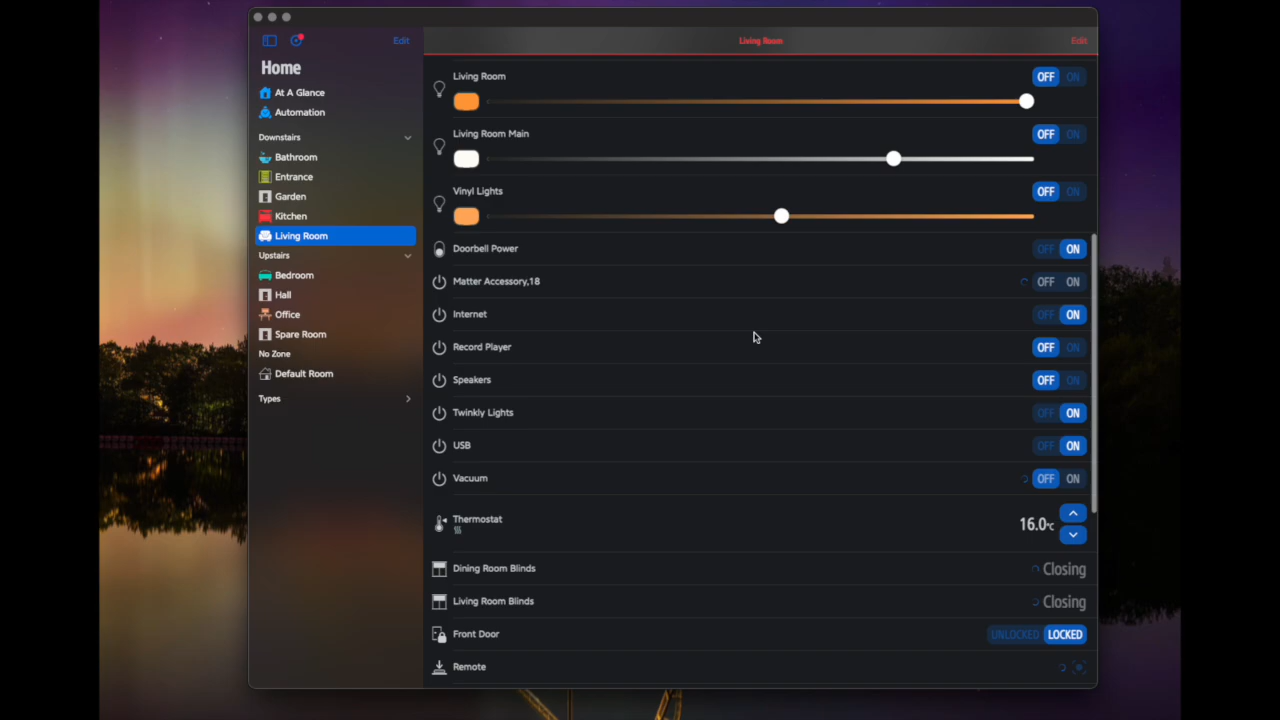 Edit
Living Room
Edit
Home
At A Glance
Automation
Downstairs
Bathroom
Entrance
Garden
Kitchen
Living Room
Upstairs
Bedroom
Hall
Office
Spare Room
No Zone
Default Room
Types
Living Room
OFF ON
Living Room Main
OFF ON
Vinyl Lights
OFF ON
Doorbell Power
OFF ON
Matter Accessory,18
OFF ON
Internet
OFF ON
Record Player
OFF ON
Speakers
OFF ON
Twinkly Lights
OFF ON
USB
OFF ON
Vacuum
OFF ON
Thermostat
16.0°C
Dining Room Blinds
Closing
Living Room Blinds
Closing
Front Door
UNLOCKED LOCKED
Remote